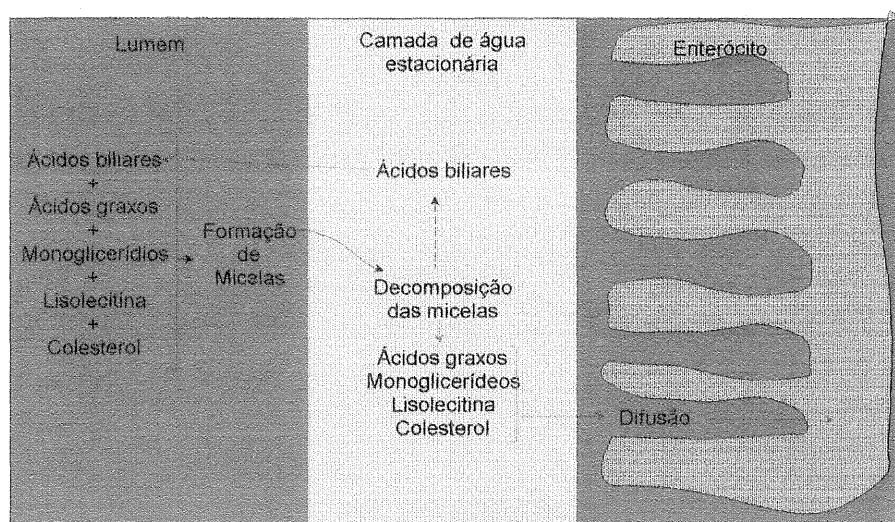 Lumem
Camada de água
estacionária
Enterócito
Ácidos biliares
+
Ácidos graxos
+
Monoglicerídios
+
Lisolecitina
+
Colesterol
Formação
de
Micelas
Ácidos biliares
Decomposição
das micelas
Ácidos graxos
Monoglicerídeos
Lisolecitina
Colesterol
Difusão